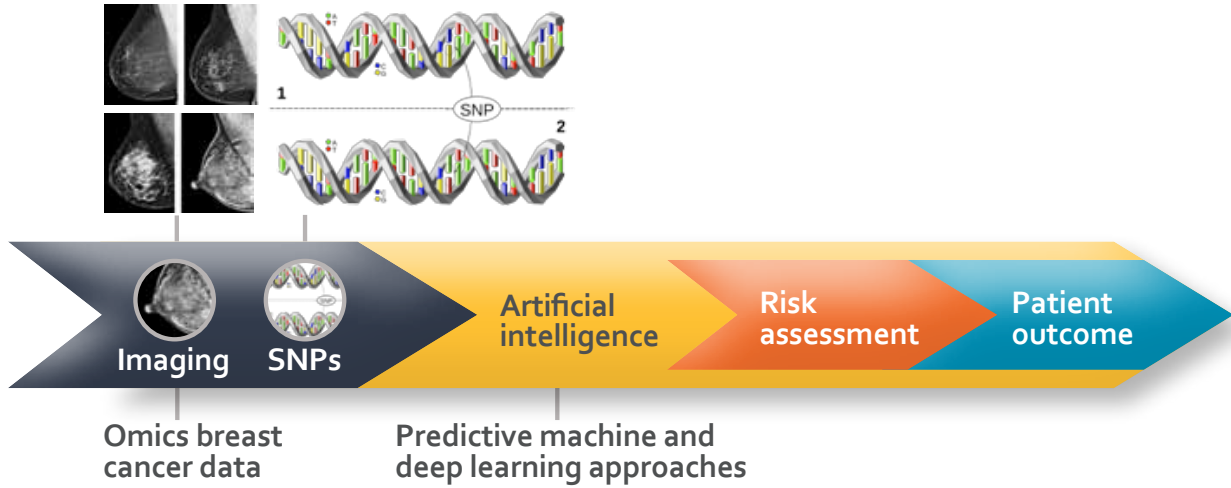 A
T
C
G
1
SNP
2
A
T
C
G
Imaging
SNPs
SNP
Artificial
intelligence
Risk
assessment
Patient
outcome
Omics breast
cancer data
Predictive machine and
deep learning approaches